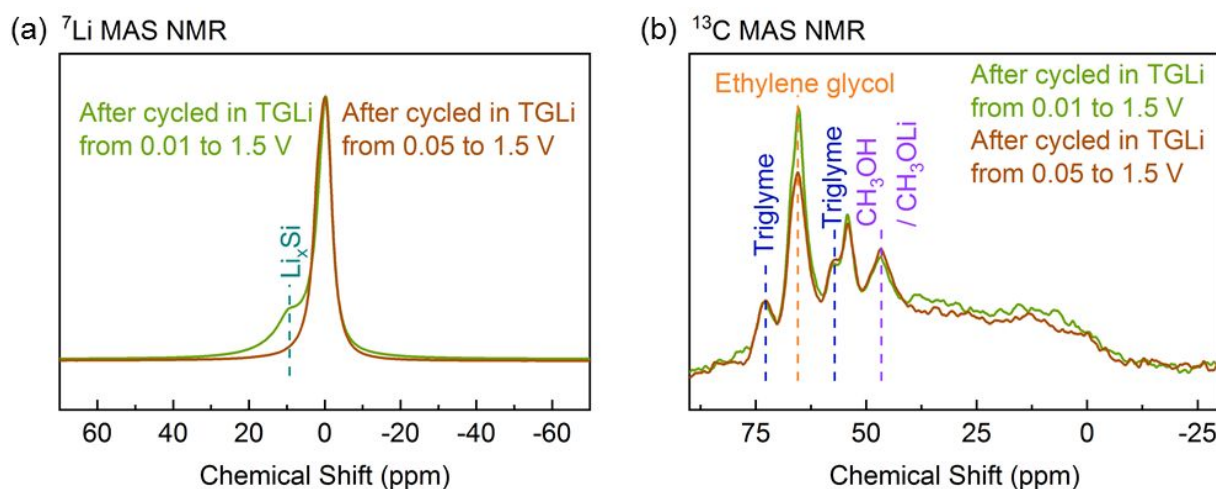 (a) ⁷Li MAS NMR
After cycled in TGLi
from 0.01 to 1.5 V
After cycled in TGLi
from 0.05 to 1.5 V
LiₓSi
60 40 20 0 -20 -40 -60
Chemical Shift (ppm)
(b) ¹³C MAS NMR
Ethylene glycol
After cycled in TGLi
from 0.01 to 1.5 V
After cycled in TGLi
from 0.05 to 1.5 V
Triglyme
Triglyme
CH₃OH
/ CH₃OLi
75 50 25 0 -25
Chemical Shift (ppm)